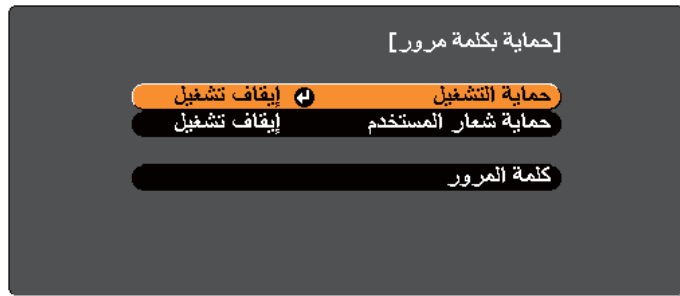 [حماية بكلمة مرور]
حماية التشغيل إيقاف تشغيل
حماية شعار المستخدم إيقاف تشغيل
كلمة المرور